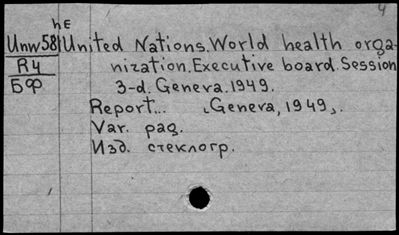 4
hE
Unw58 United Nations. World health orga-
R4 nization. Executive board. Session
БФ 3-d. Geneva. 1949.
Report... [Geneva, 1949].
Var. pag.
Изд. стеклогр.